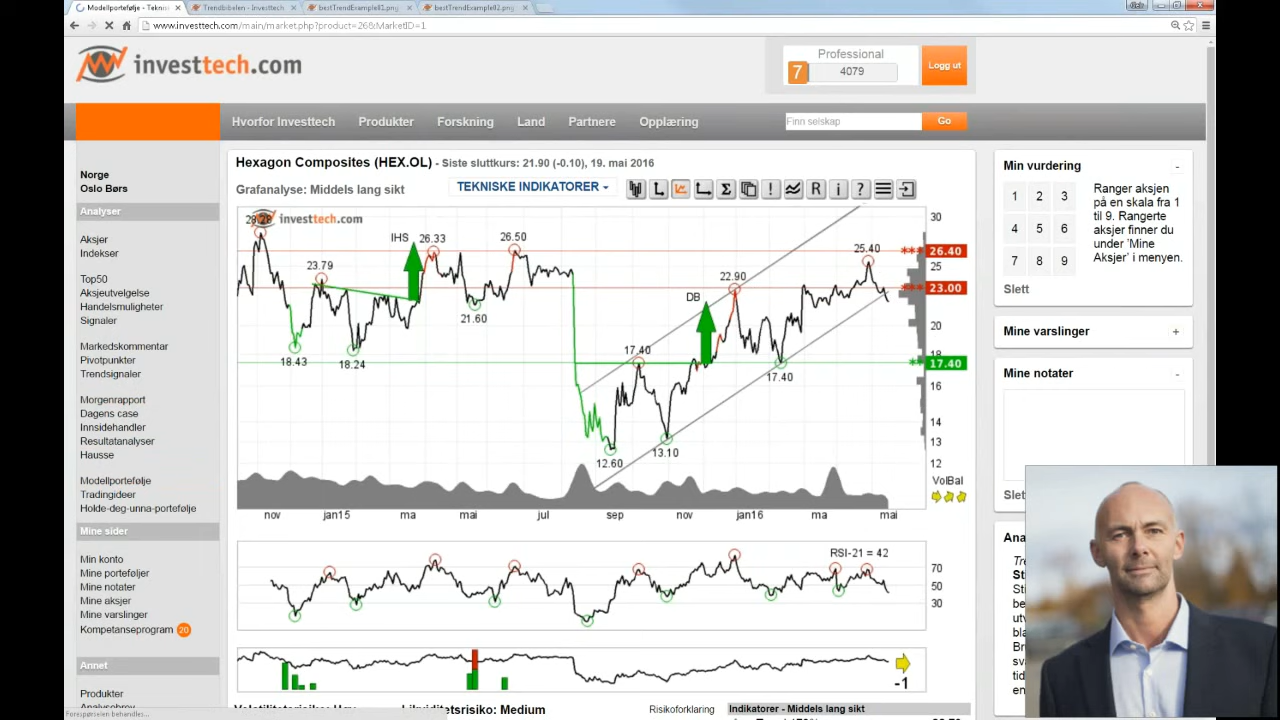 Modellportefølje - Teknis
Trendbibelen - Investtech
bestTrendExample01.png
bestTrendExample02.png
www.investtech.com/main/market.php?product=26&MarketID=1
investtech.com
Professional
7 4079
Logg ut
Hvorfor Investtech Produkter Forskning Land Partnere Opplæring
Finn selskap Go
Norge
Oslo Børs
Analyser
Aksjer
Indekser
Top50
Aksjeutvelgelse
Handelsmuligheter
Signaler
Markedskommentar
Pivotpunkter
Trendsignaler
Morgenrapport
Dagens case
Innsidehandler
Resultatanalyser
Hausse
Modellportefølje
Tradingideer
Holde-deg-unna-portefølje
Mine sider
Min konto
Mine porteføljer
Mine notater
Mine aksjer
Mine varslinger
Kompetanseprogram 20
Annet
Produkter
Forespørselen behandles...
Hexagon Composites (HEX.OL) - Siste sluttkurs: 21.90 (-0.10), 19. mai 2016
Grafanalyse: Middels lang sikt
TEKNISKE INDIKATORER
R i ?
investtech.com
IHS 26.33 26.50 25.40
23.79 22.90
DB
21.60
18.43 18.24 17.40 17.40
12.60 13.10
30
*** 26.40
25
*** 23.00
20
18
** 17.40
16
14
13
12
VolBal
nov jan15 ma mai jul sep nov jan16 ma mai
RSI-21 = 42
70
50
30
-1
Likviditetsrisiko: Medium
Risikoforklaring
Indikatorer - Middels lang sikt
Min vurdering -
1 2 3
4 5 6
7 8 9
Ranger aksjen
på en skala fra 1
til 9. Rangerte
aksjer finner du
under 'Mine
Aksjer' i menyen.
Slett
Mine varslinger +
Mine notater -